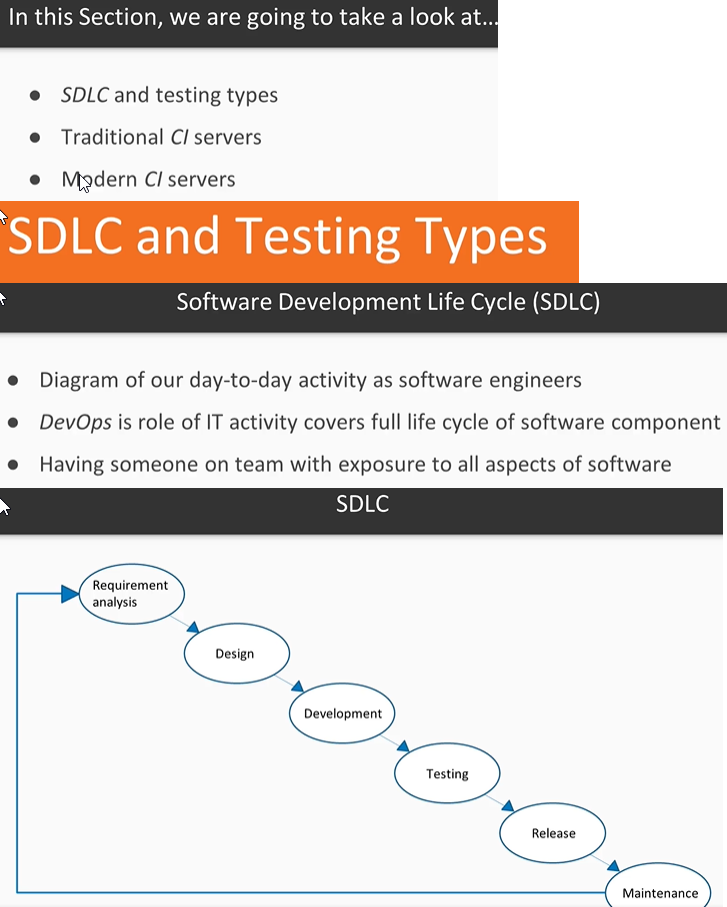 In this Section, we are going to take a look at...
● SDLC and testing types
● Traditional CI servers
● Modern CI servers
SDLC and Testing Types
Software Development Life Cycle (SDLC)
● Diagram of our day-to-day activity as software engineers
● DevOps is role of IT activity covers full life cycle of software component
● Having someone on team with exposure to all aspects of software
SDLC
Requirement
analysis
Design
Development
Testing
Release
Maintenance